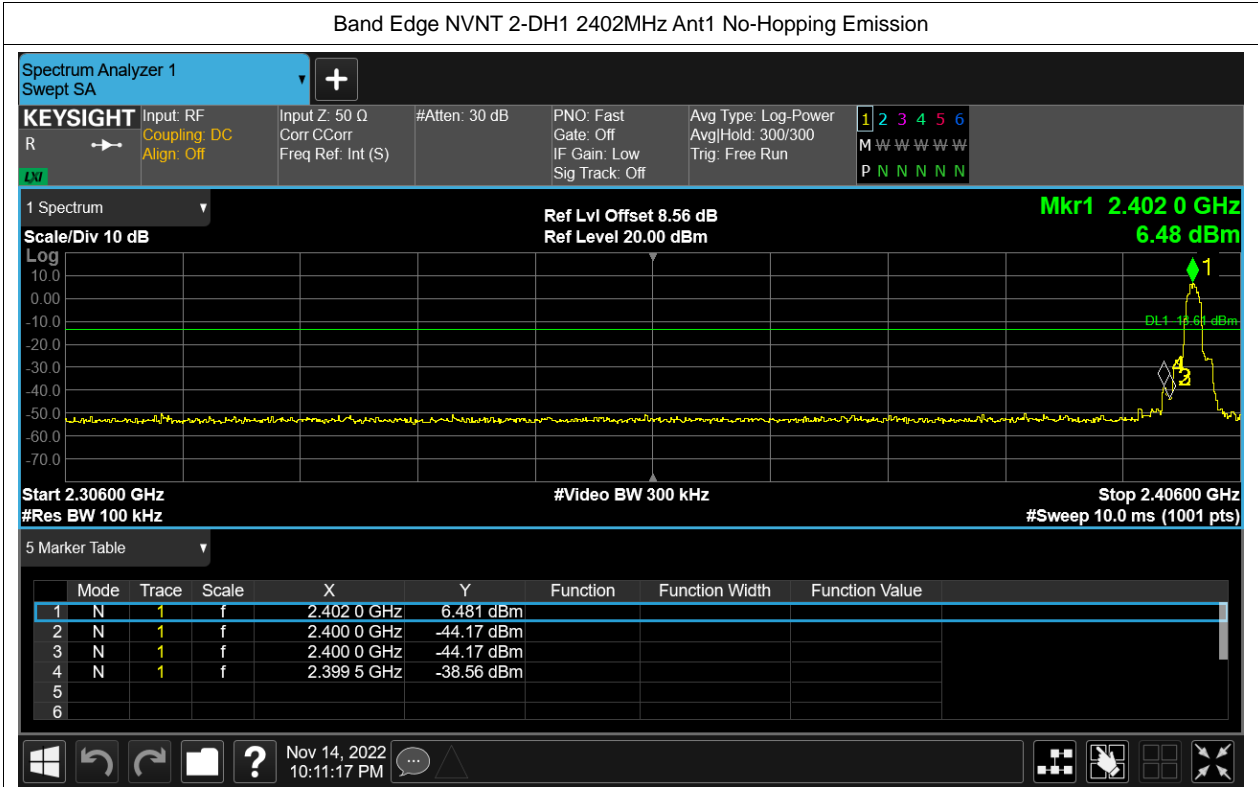 Band Edge NVNT 2-DH1 2402MHz Ant1 No-Hopping Emission
Spectrum Analyzer 1
Swept SA
+
KEYSIGHT Input: RF Input Z: 50 Ω #Atten: 30 dB PNO: Fast Avg Type: Log-Power 1 2 3 4 5 6
R Coupling: DC Corr CCorr Gate: Off Avg|Hold: 300/300 M W W W W W W
Align: Off Freq Ref: Int (S) IF Gain: Low Trig: Free Run
LXI Sig Track: Off P N N N N N N
1 Spectrum Ref Lvl Offset 8.56 dB Mkr1 2.402 0 GHz
Scale/Div 10 dB Ref Level 20.00 dBm 6.48 dBm
Log
1
10.0
0.00
-10.0
DL1 -13.61 dBm
-20.0
-30.0
4
-40.0
-50.0
-60.0
-70.0
Start 2.30600 GHz #Video BW 300 kHz Stop 2.40600 GHz
#Res BW 100 kHz #Sweep 10.0 ms (1001 pts)
5 Marker Table
Mode Trace Scale X Y Function Function Width Function Value
1 N 1 f 2.402 0 GHz 6.481 dBm
2 N 1 f 2.400 0 GHz -44.17 dBm
3 N 1 f 2.400 0 GHz -44.17 dBm
4 N 1 f 2.399 5 GHz -38.56 dBm
5
6
? Nov 14, 2022
10:11:17 PM